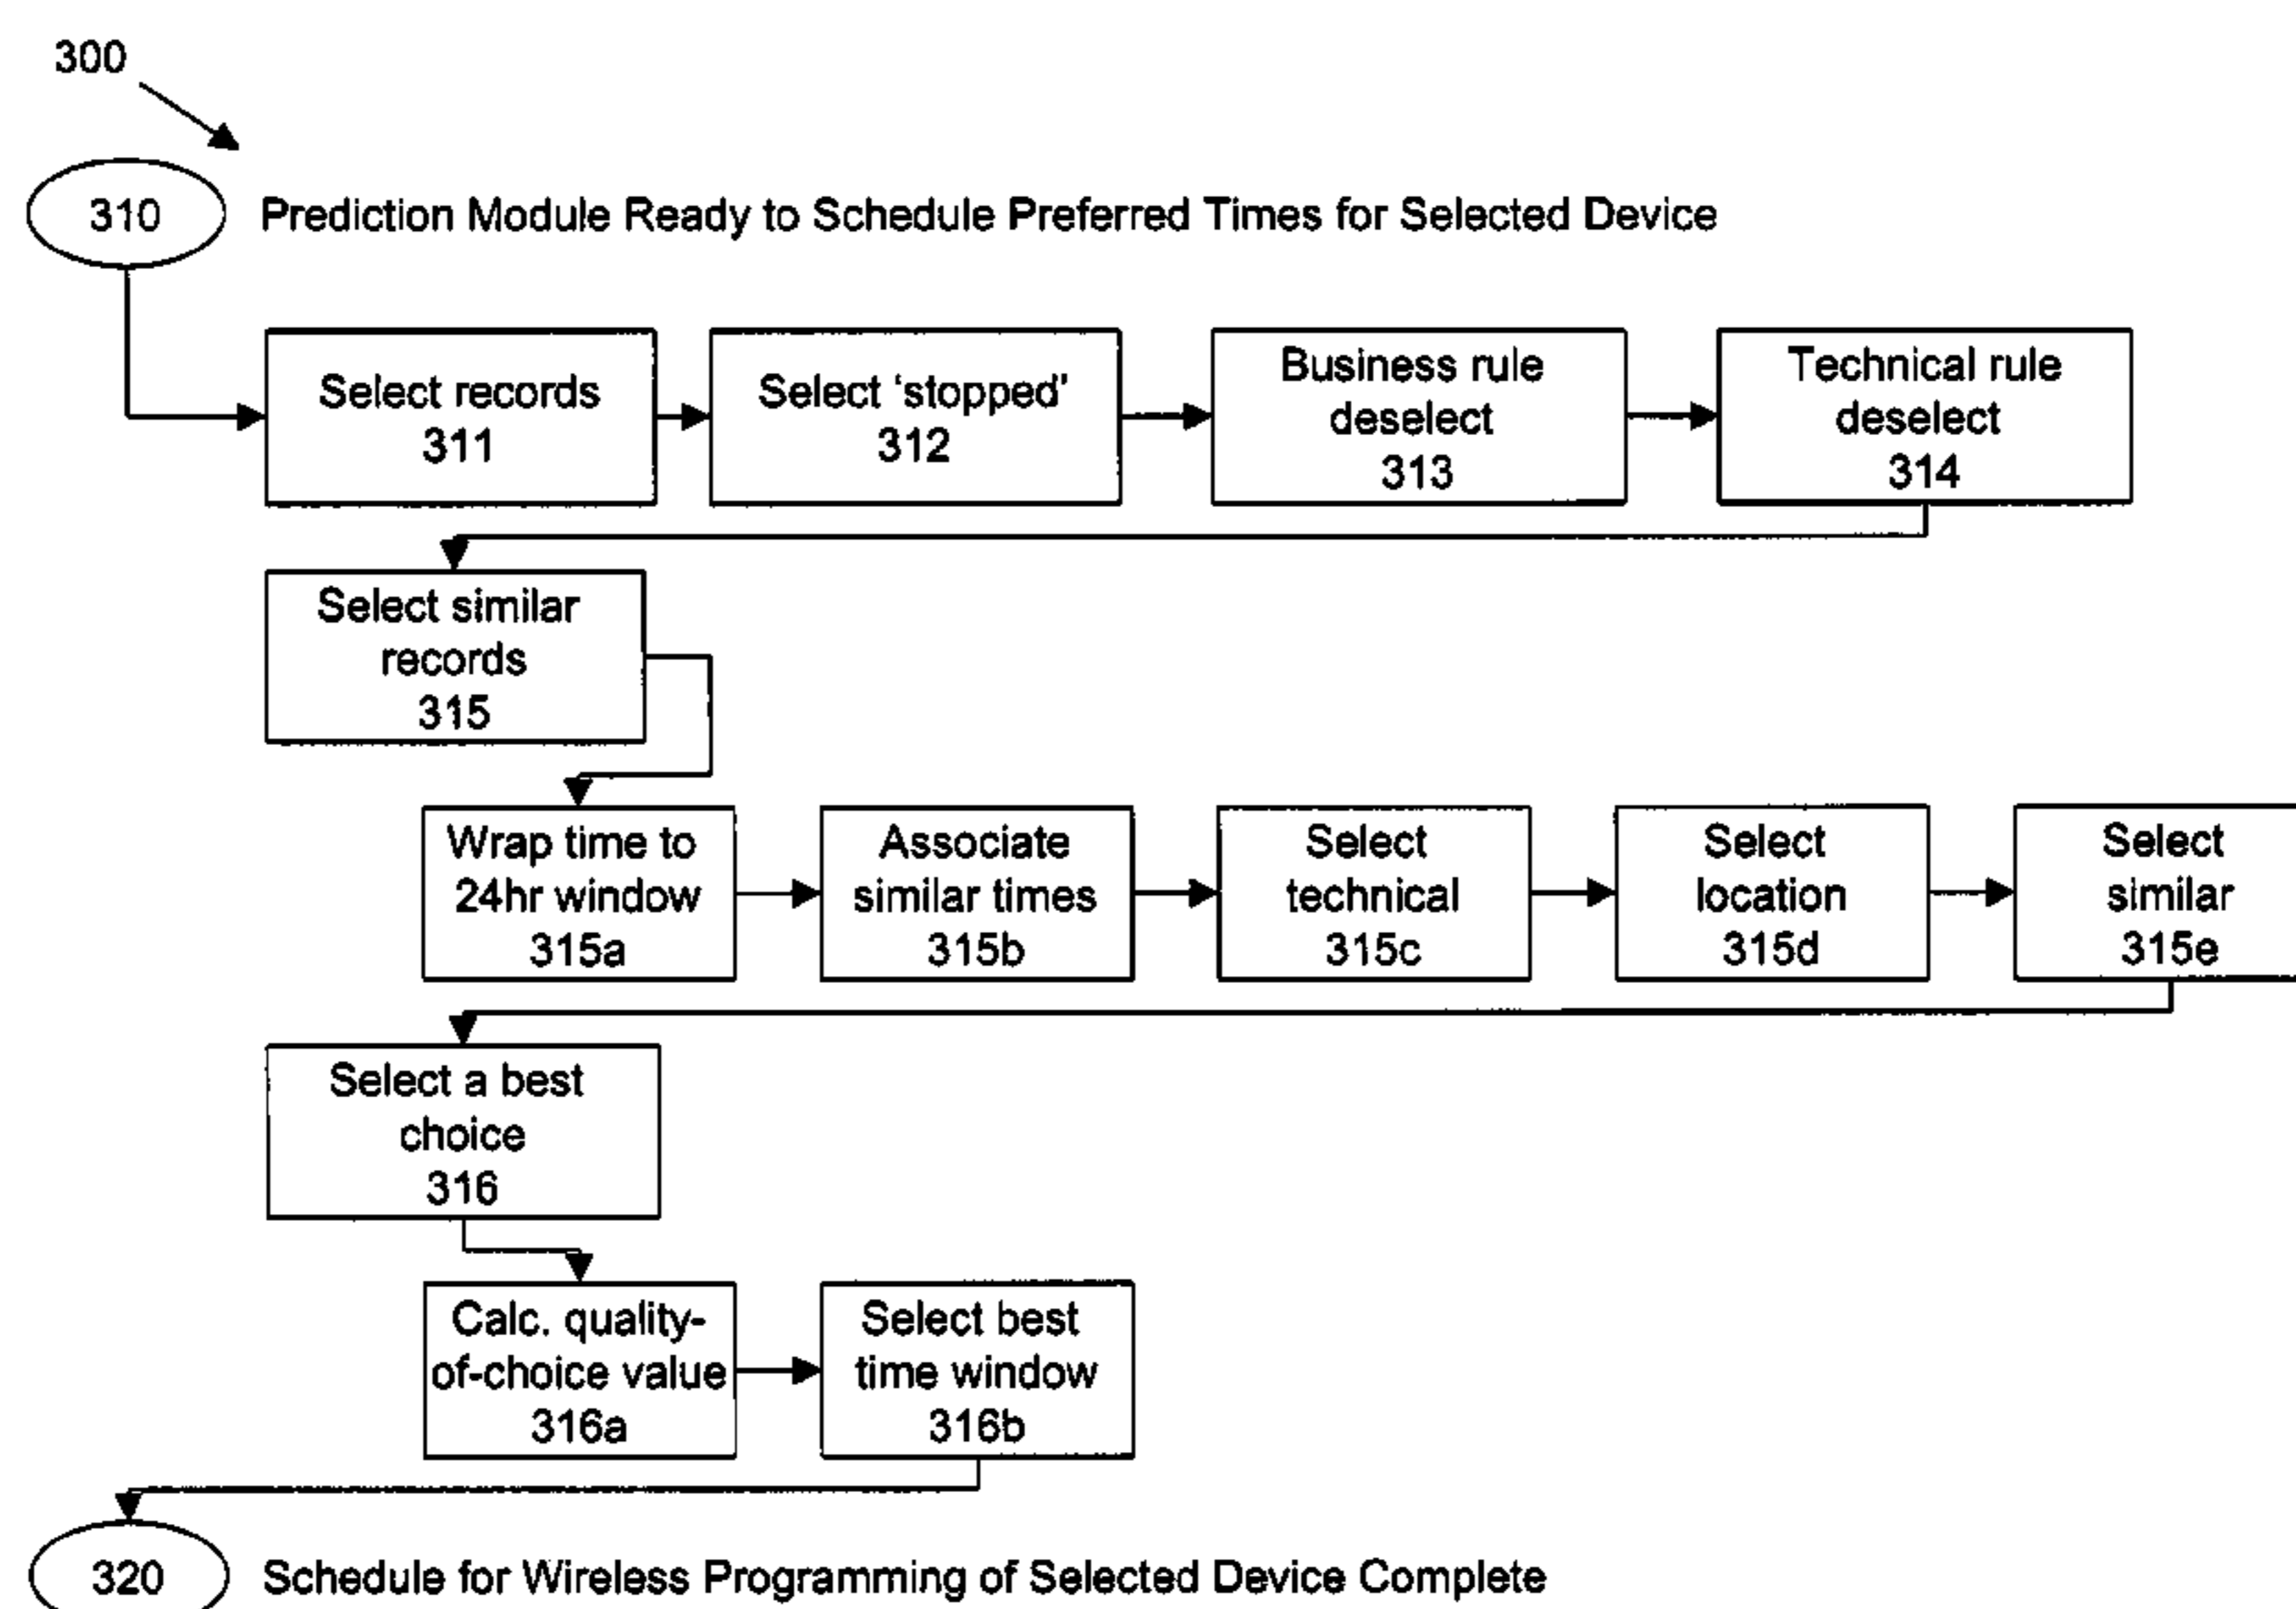 300
310
Prediction Module Ready to Schedule Preferred Times for Selected Device
Select records
311
Select 'stopped'
312
Business rule
deselect
313
Technical rule
deselect
314
Select similar
records
315
Wrap time to
24hr window
315a
Associate
similar times
315b
Select
technical
315c
Select
location
315d
Select
similar
315e
Select a best
choice
316
Calc. quality-
of-choice value
316a
Select best
time window
316b
320
Schedule for Wireless Programming of Selected Device Complete